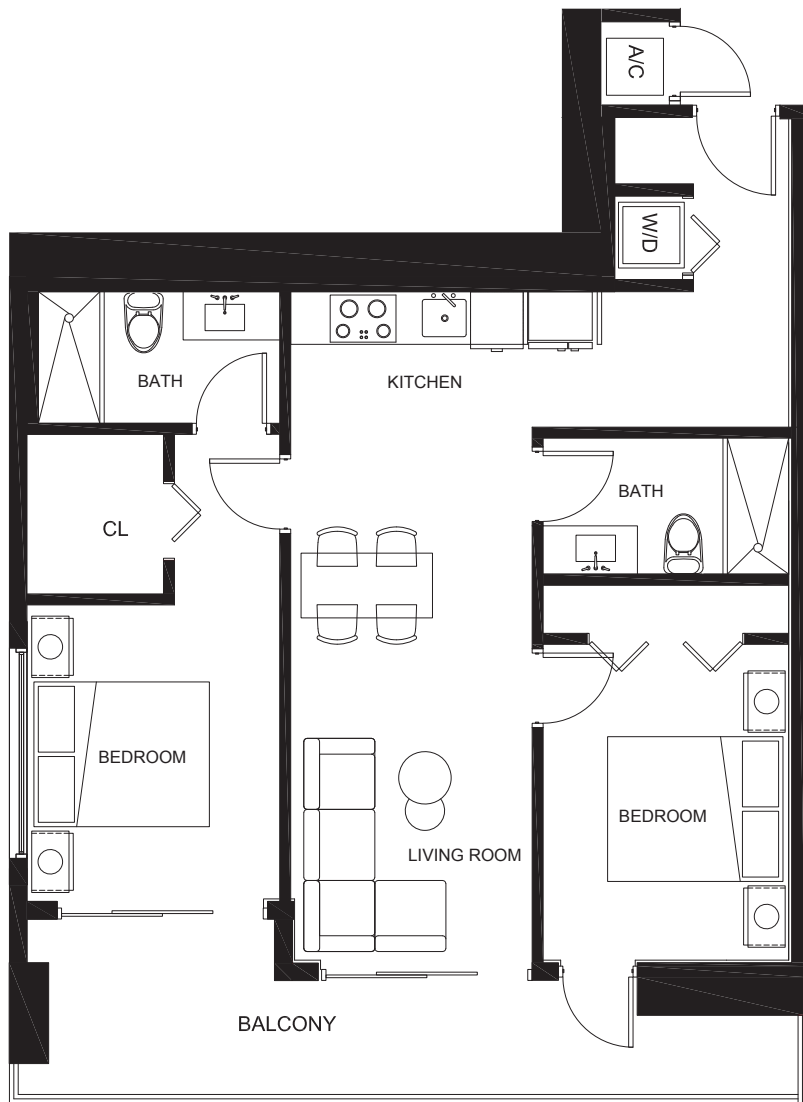 A/C
W/D
BATH
KITCHEN
BATH
CL
BEDROOM
BEDROOM
LIVING ROOM
BALCONY